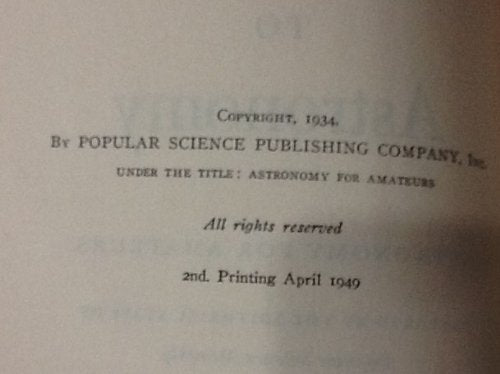 Copyright, 1934,
By POPULAR SCIENCE PUBLISHING COMPANY, Inc.
UNDER THE TITLE: ASTRONOMY FOR AMATEURS
All rights reserved
2nd. Printing April 1949